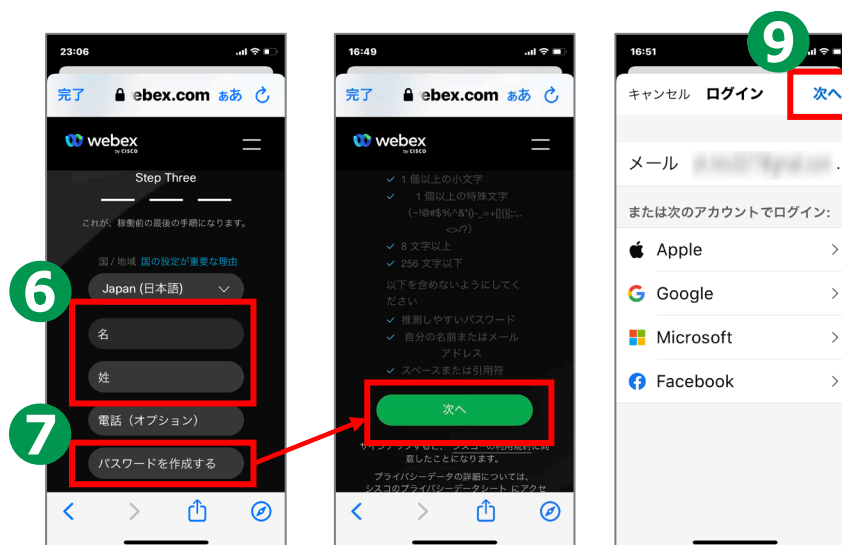 23:06
完了
ebex.com ああ
webex
by CISCO
Step Three
これが、稼働前の最後の手順になります。
国/地域 国の設定が重要な理由
6
Japan (日本語)
名
姓
7
電話（オプション）
パスワードを作成する
16:49
完了
ebex.com ああ
webex
by CISCO
1 個以上の小文字
1 個以上の特殊文字
8 文字以上
256 文字以下
以下を含めないようにしてく
ださい
推測しやすいパスワード
自分の名前またはメール
アドレス
スペースまたは引用符
次へ
意したことになります。
プライバシーデータの詳細については、
シスコのプライバシーデータシート にアクセ
9
16:51
キャンセル ログイン 次へ
メール
または次のアカウントでログイン:
Apple
Google
Microsoft
Facebook